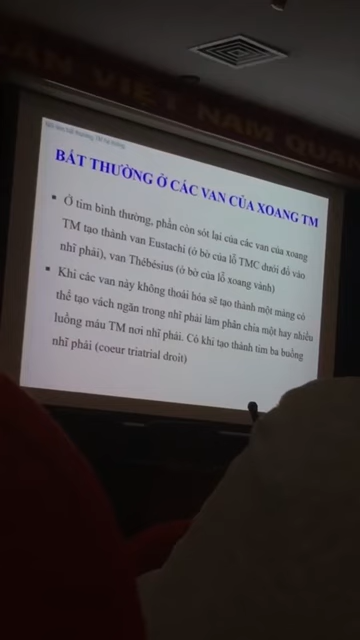 VIỆT NAM QUAN
BẤT THƯỜNG Ở CÁC VAN CỦA XOANG TM
Ở tim bình thường, phần còn sót lại của các van của xoang
TM tạo thành van Eustachi (ở bờ của lỗ TMC dưới đổ vào
nhĩ phải), van Thébésius (ở bờ của lỗ xoang vành)
Khi các van này không thoái hóa sẽ tạo thành một màng có
thể tạo vách ngăn trong nhĩ phải làm phân chia một hay nhiều
luồng máu TM nơi nhĩ phải. Có khi tạo thành tim ba buồng
nhĩ phải (coeur triatrial droit)